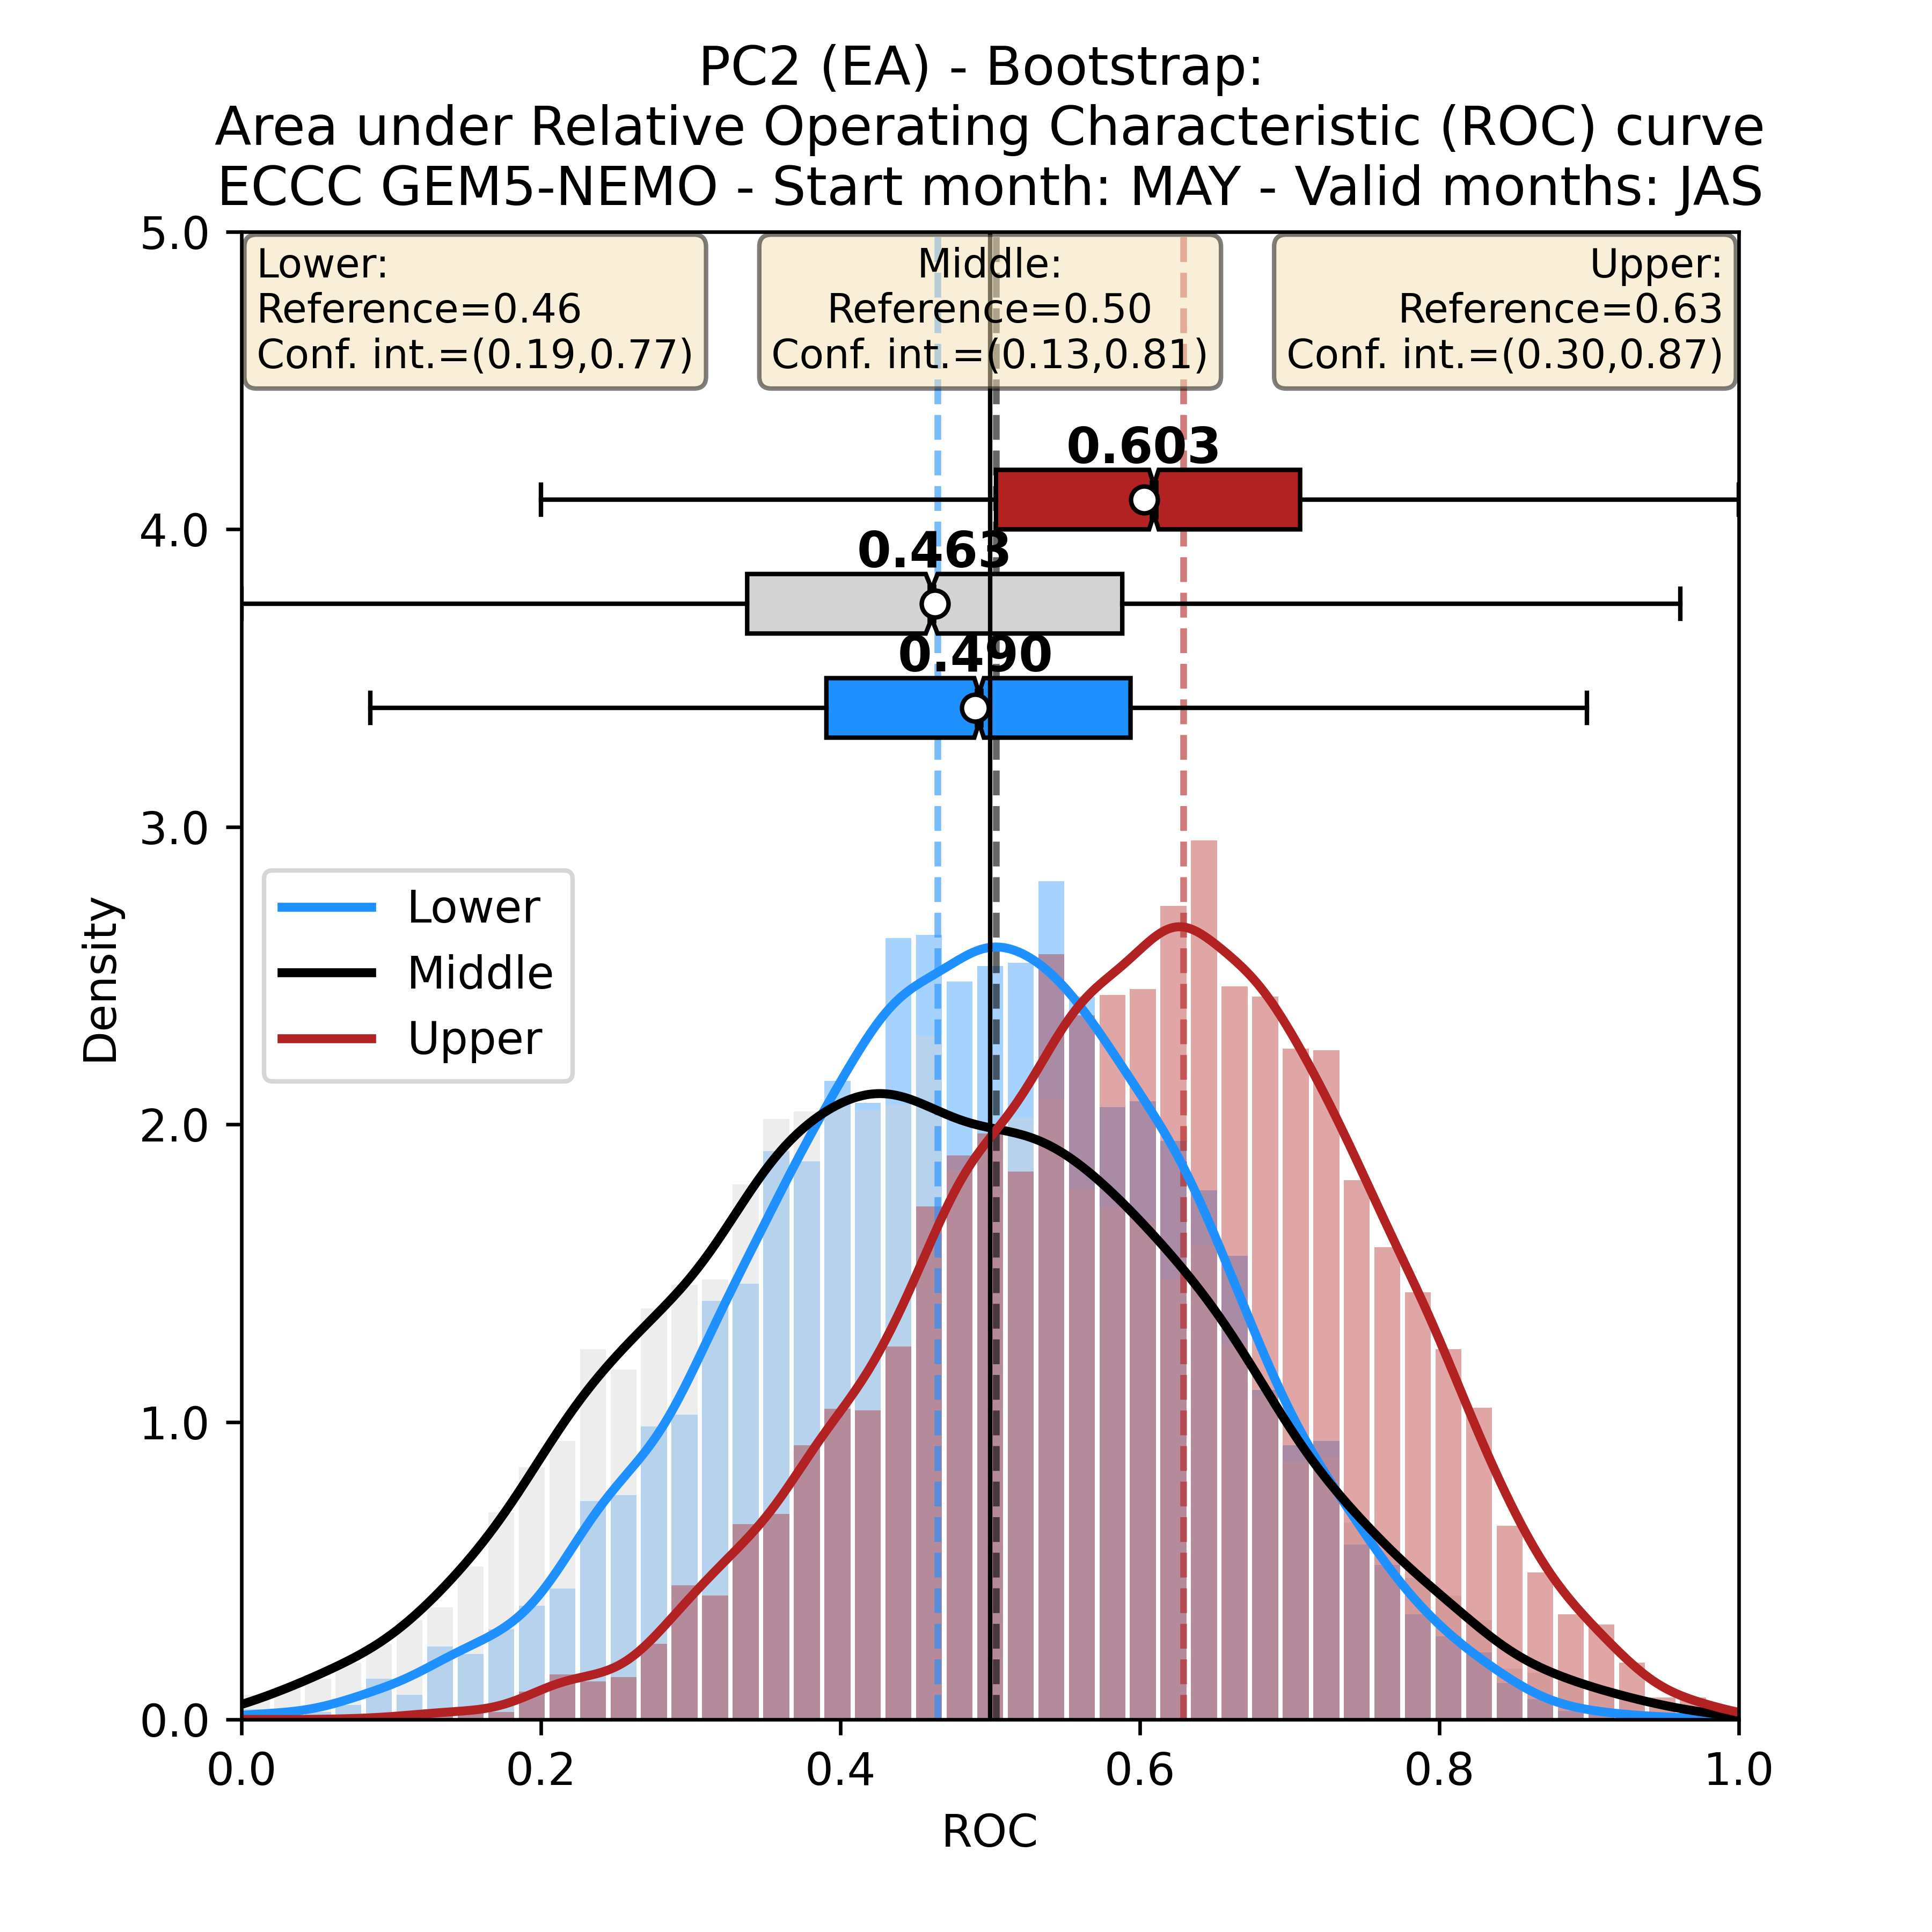 PC2 (EA) - Bootstrap:
Area under Relative Operating Characteristic (ROC) curve
ECCC GEM5-NEMO - Start month: MAY - Valid months: JAS
5.0
Lower:
Reference=0.46
Conf. int.=(0.19,0.77)
Middle:
Reference=0.50
Conf. int.=(0.13,0.81)
Upper:
Reference=0.63
Conf. int.=(0.30,0.87)
0.603
4.0
0.463
0.490
3.0
Lower
Middle
Upper
Density
2.0
1.0
0.0
0.0 0.2 0.4 0.6 0.8 1.0
ROC